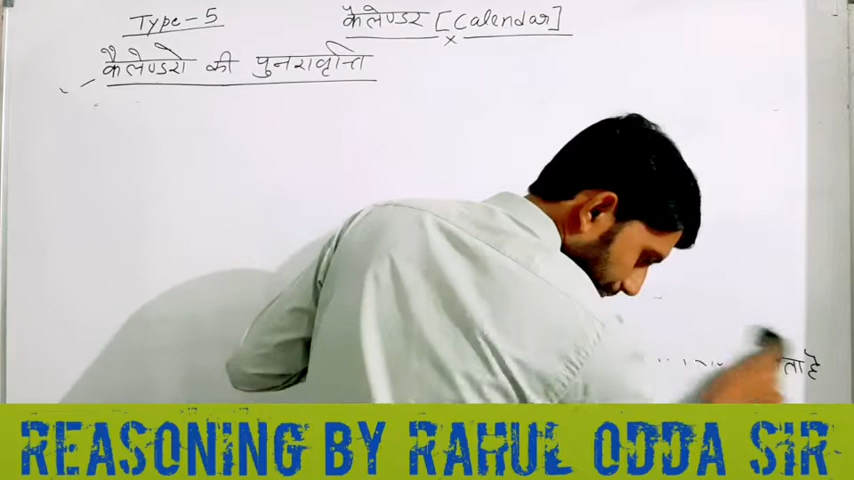 Type-5
कैलेण्डर [Calendar]
x
कैलेण्डरो की पुनरावृत्ति
ता है
REASONING BY RAHUL ODDA SIR